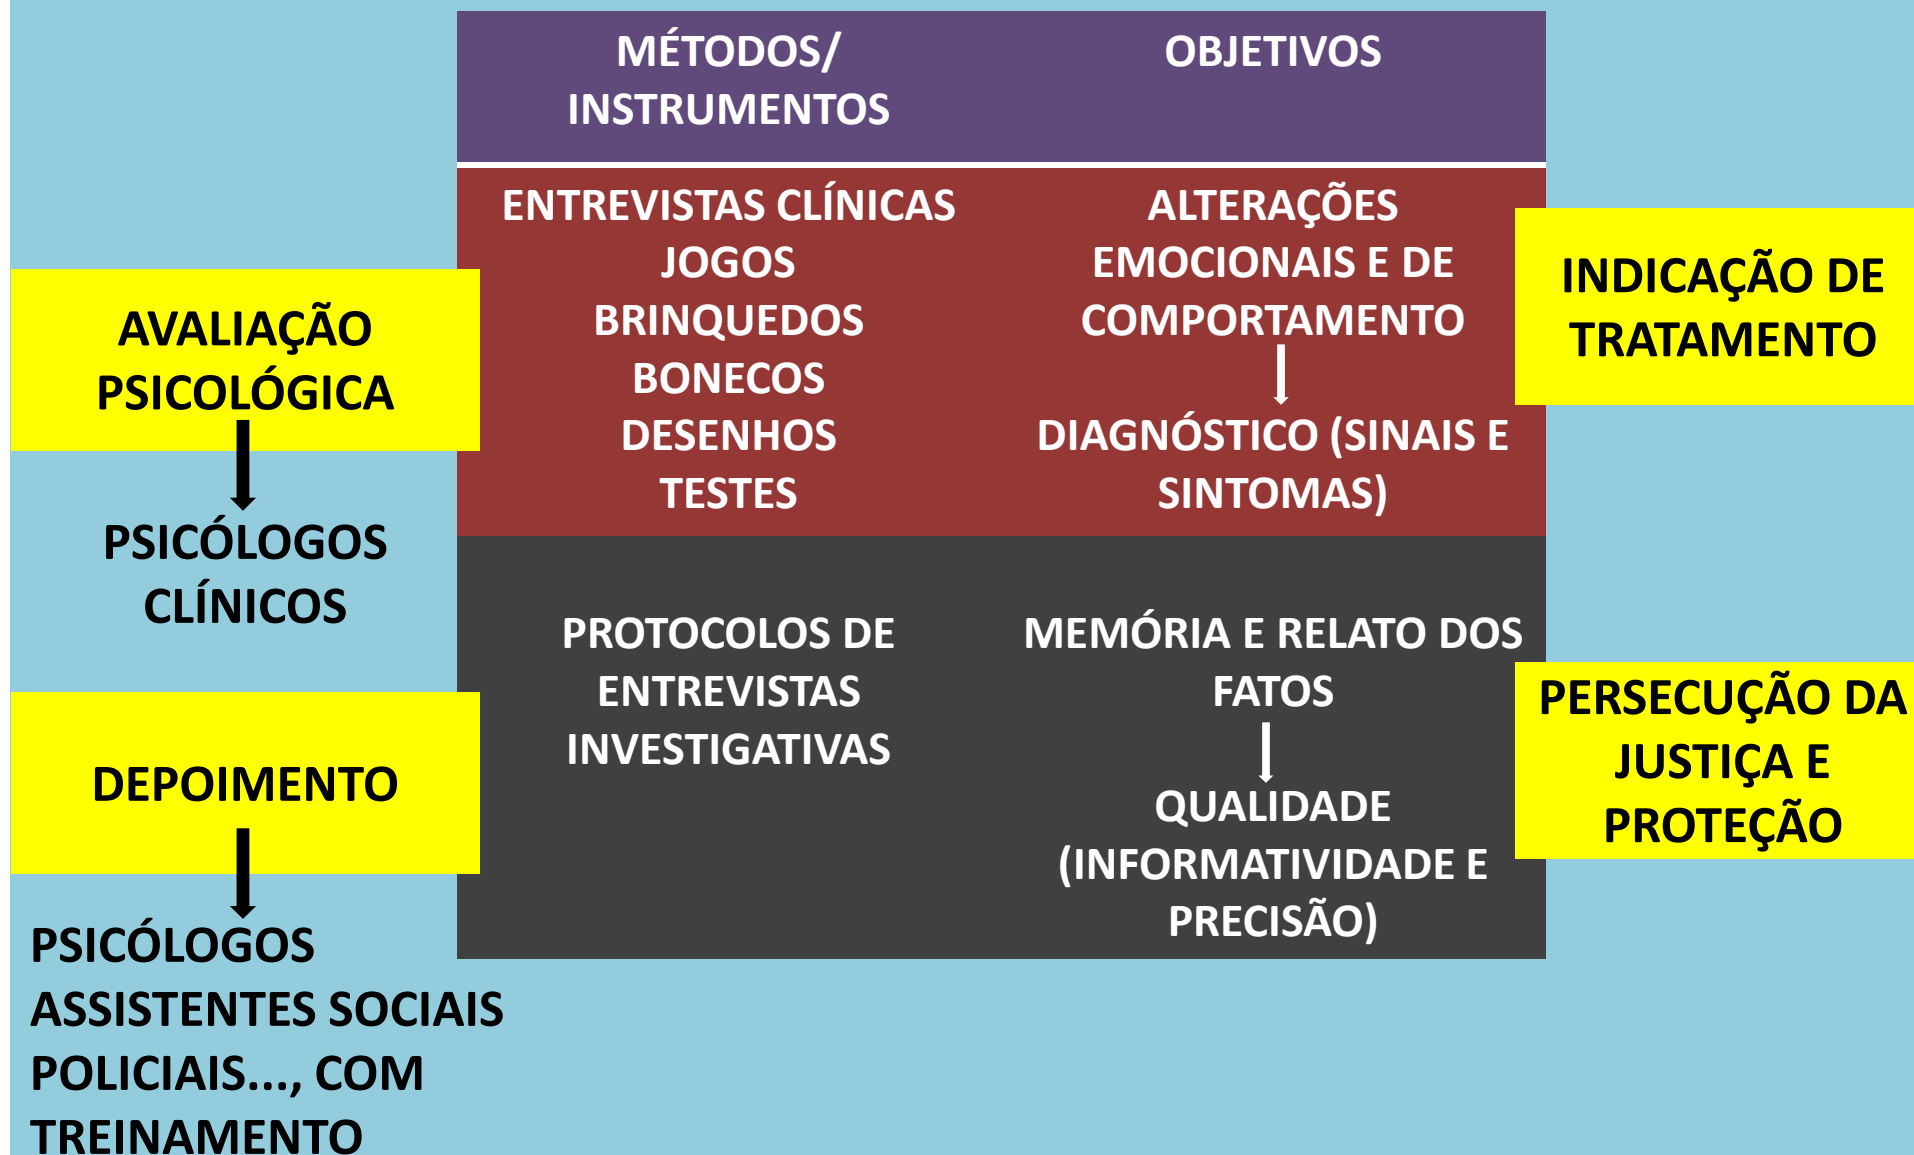 MÉTODOS/
INSTRUMENTOS
OBJETIVOS
AVALIAÇÃO
PSICOLÓGICA
PSICÓLOGOS
CLÍNICOS
ENTREVISTAS CLÍNICAS
JOGOS
BRINQUEDOS
BONECOS
DESENHOS
TESTES
ALTERAÇÕES
EMOCIONAIS E DE
COMPORTAMENTO
DIAGNÓSTICO (SINAIS E
SINTOMAS)
INDICAÇÃO DE
TRATAMENTO
DEPOIMENTO
PSICÓLOGOS
ASSISTENTES SOCIAIS
POLICIAIS..., COM
TREINAMENTO
PROTOCOLOS DE
ENTREVISTAS
INVESTIGATIVAS
MEMÓRIA E RELATO DOS
FATOS
QUALIDADE
(INFORMATIVIDADE E
PRECISÃO)
PERSECUÇÃO DA
JUSTIÇA E
PROTEÇÃO